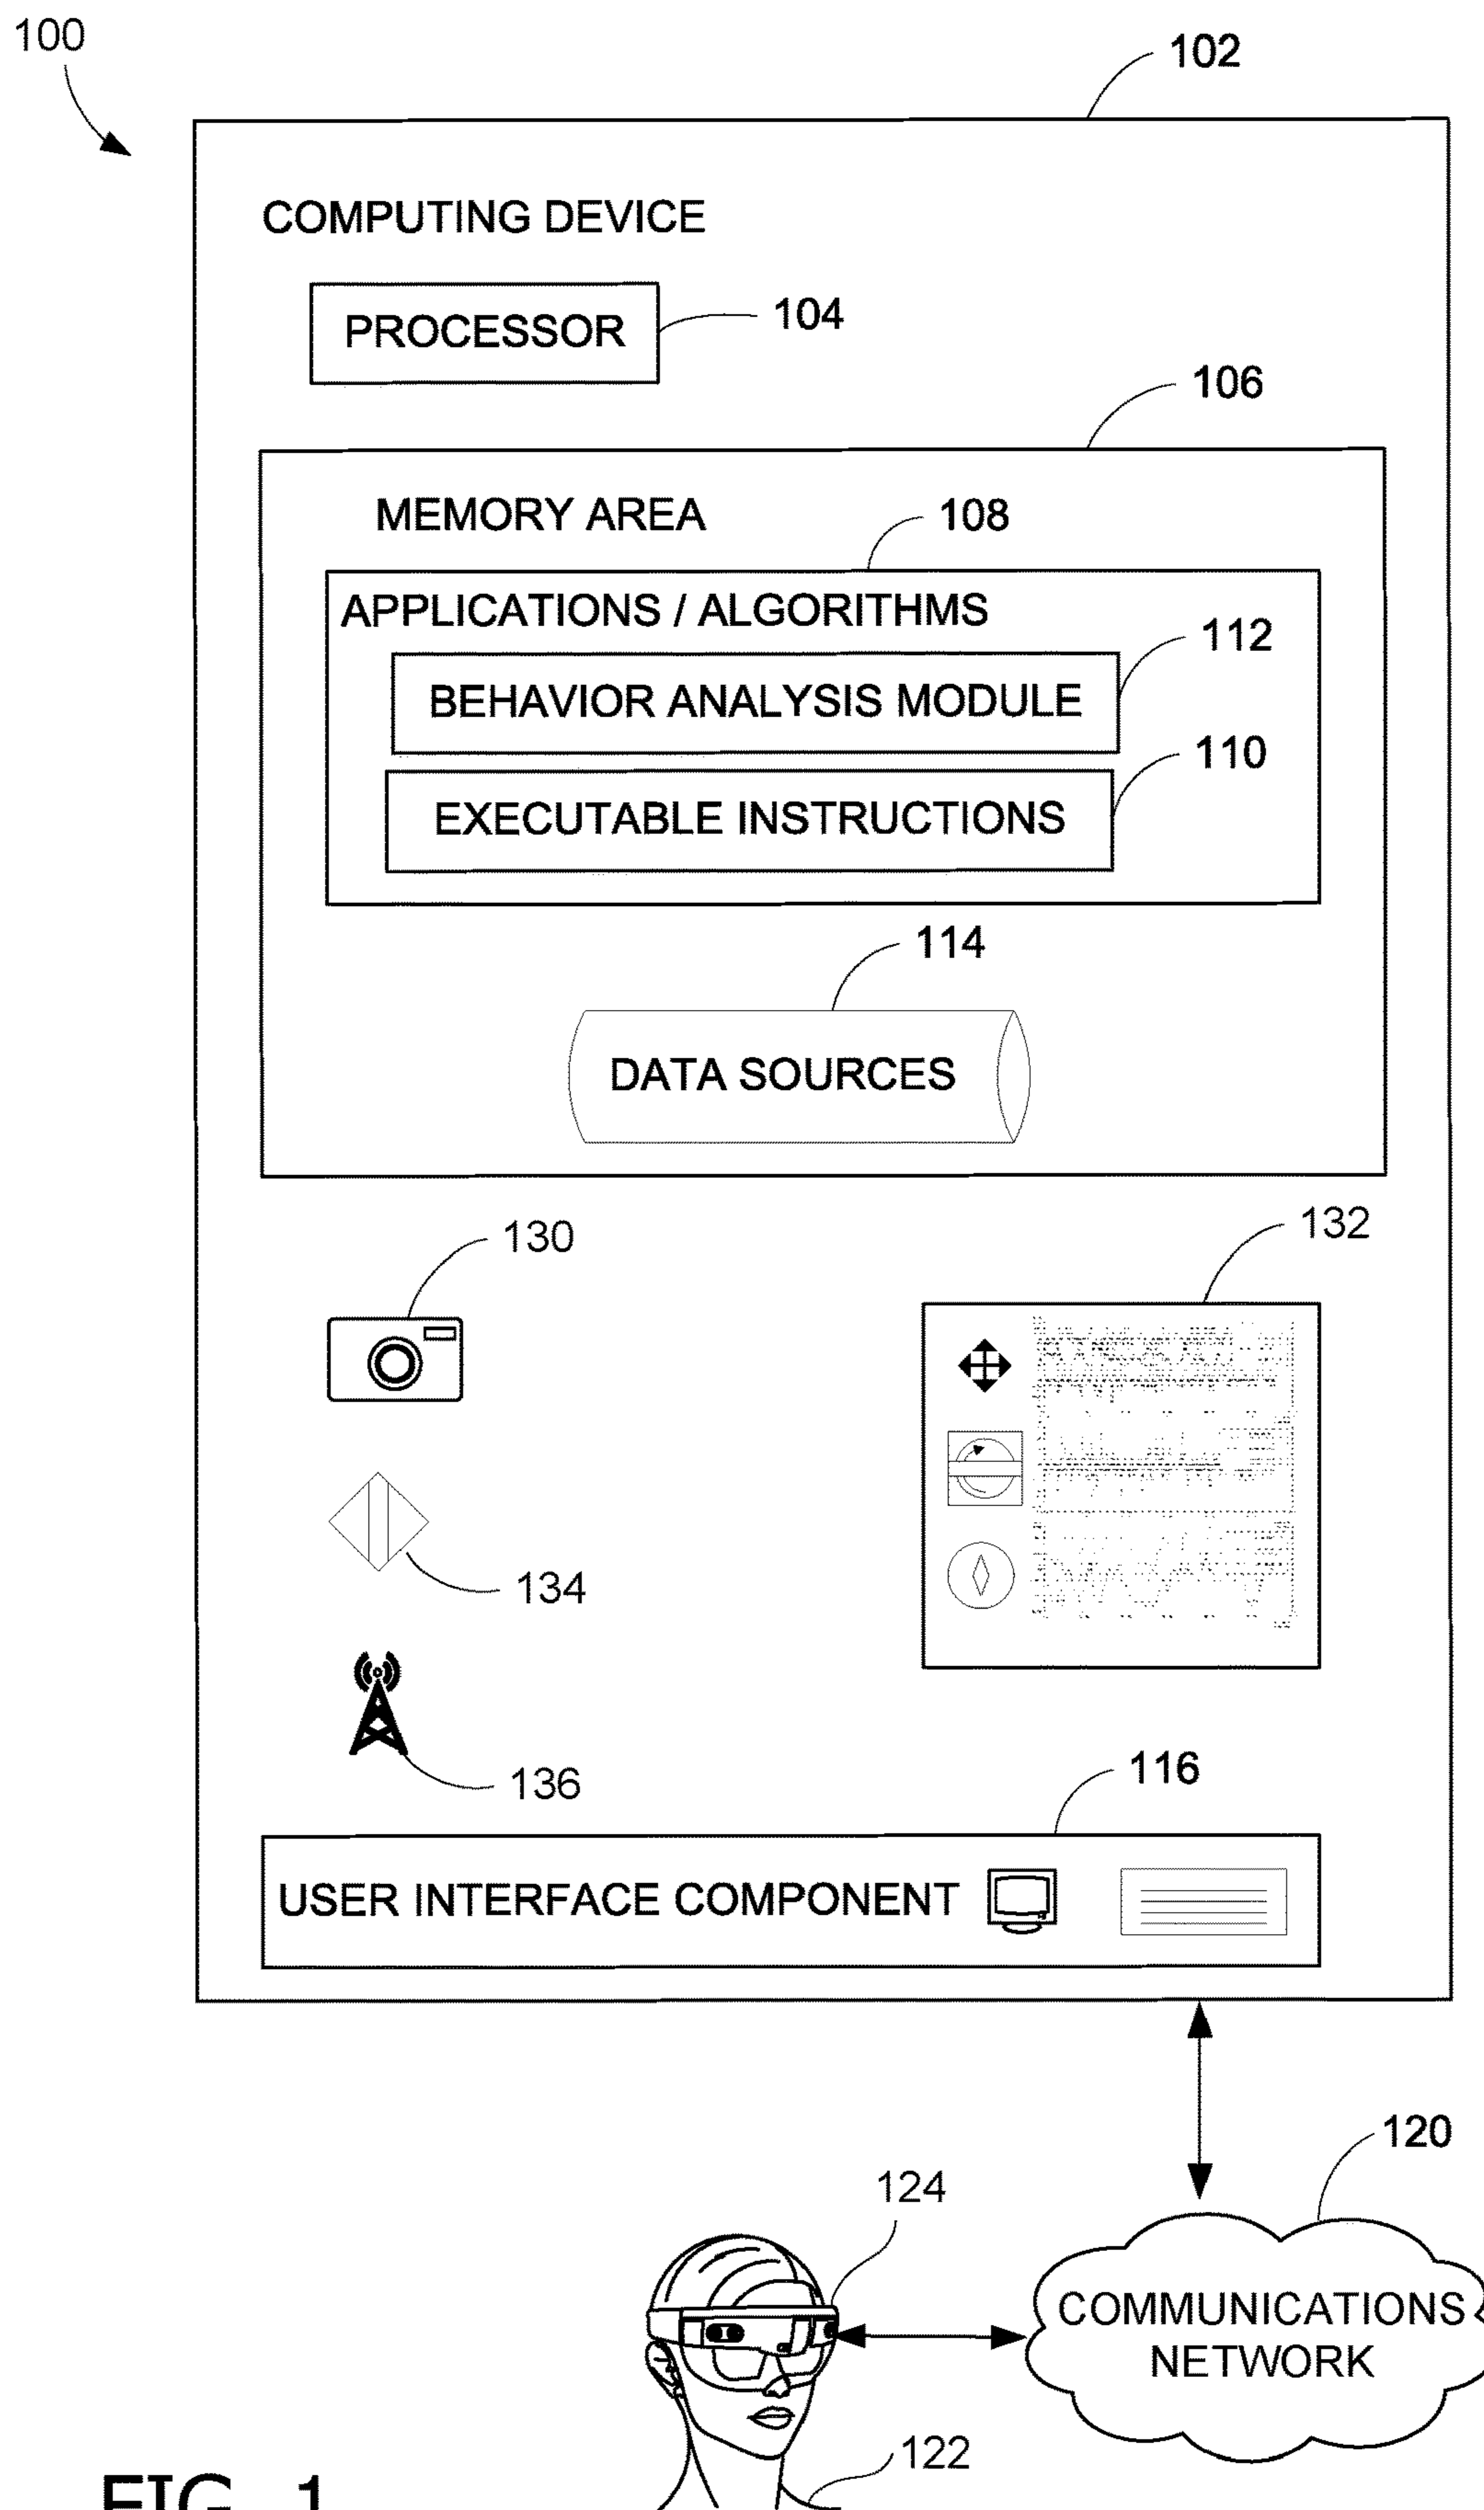 100
102
COMPUTING DEVICE
PROCESSOR
104
106
MEMORY AREA
108
APPLICATIONS / ALGORITHMS
112
BEHAVIOR ANALYSIS MODULE
110
EXECUTABLE INSTRUCTIONS
114
DATA SOURCES
130
132
134
136
116
USER INTERFACE COMPONENT
120
124
COMMUNICATIONS
NETWORK
122
FIG. 1